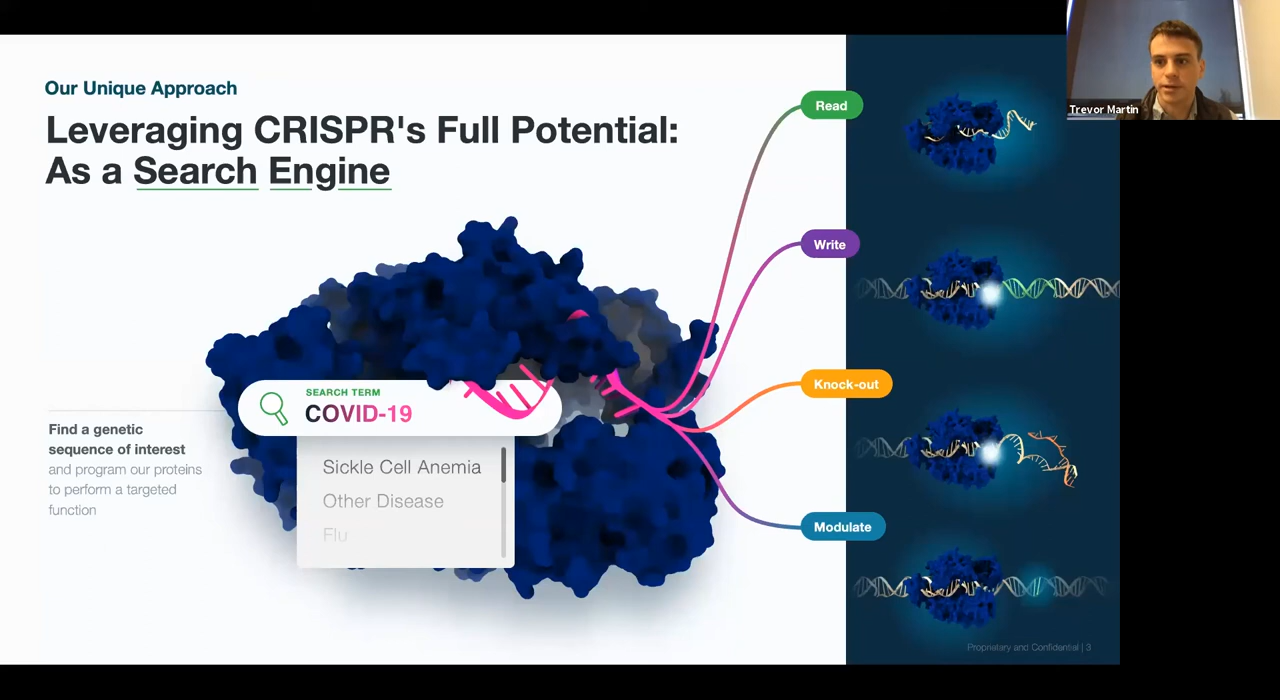 Our Unique Approach
Leveraging CRISPR's Full Potential:
As a Search Engine
Read
Write
Knock-out
Modulate
SEARCH TERM
COVID-19
Sickle Cell Anemia
Other Disease
Flu
Find a genetic
sequence of interest
and program our proteins
to perform a targeted
function
Proprietary and Confidential | 3
Trevor Martin